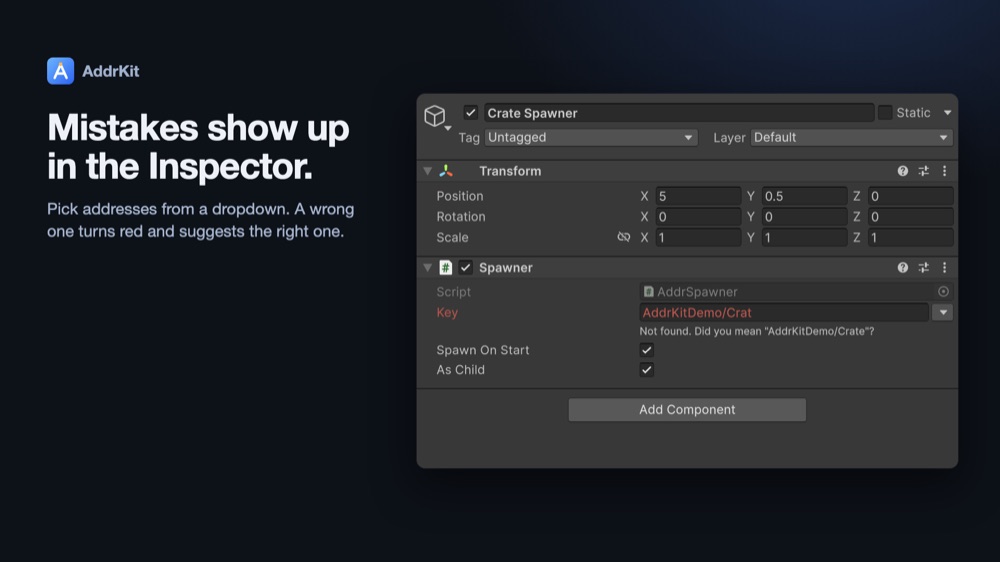 AddrKit
Mistakes show up
in the Inspector.
Pick addresses from a dropdown. A wrong
one turns red and suggests the right one.
Crate Spawner
Static
Tag Untagged Layer Default
Transform
Position X 5 Y 0.5 Z 0
Rotation X 0 Y 0 Z 0
Scale X 1 Y 1 Z 1
# Spawner
Script # AddrSpawner
Key AddrKitDemo/Crat
Not found. Did you mean "AddrKitDemo/Crate"?
Spawn On Start
As Child
Add Component